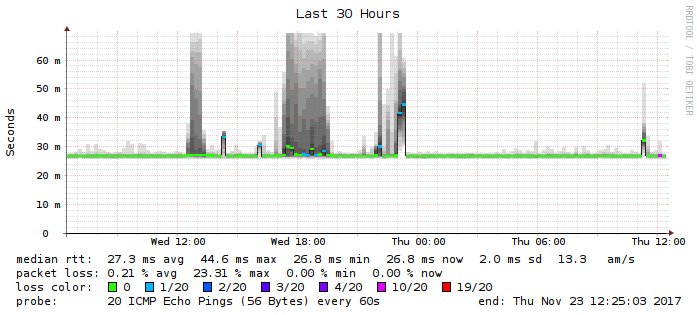 Last 30 Hours
RRDTOOL / TOBI OETIKER
Seconds
60 m
50 m
40 m
30 m
20 m
10 m
0
Wed 12:00 Wed 18:00 Thu 00:00 Thu 06:00 Thu 12:00
median rtt: 27.3 ms avg 44.6 ms max 26.8 ms min 26.8 ms now 2.0 ms sd 13.3 am/s
packet loss: 0.21 % avg 23.31 % max 0.00 % min 0.00 % now
loss color: 0 1/20 2/20 3/20 4/20 10/20 19/20
probe: 20 ICMP Echo Pings (56 Bytes) every 60s end: Thu Nov 23 12:25:03 2017